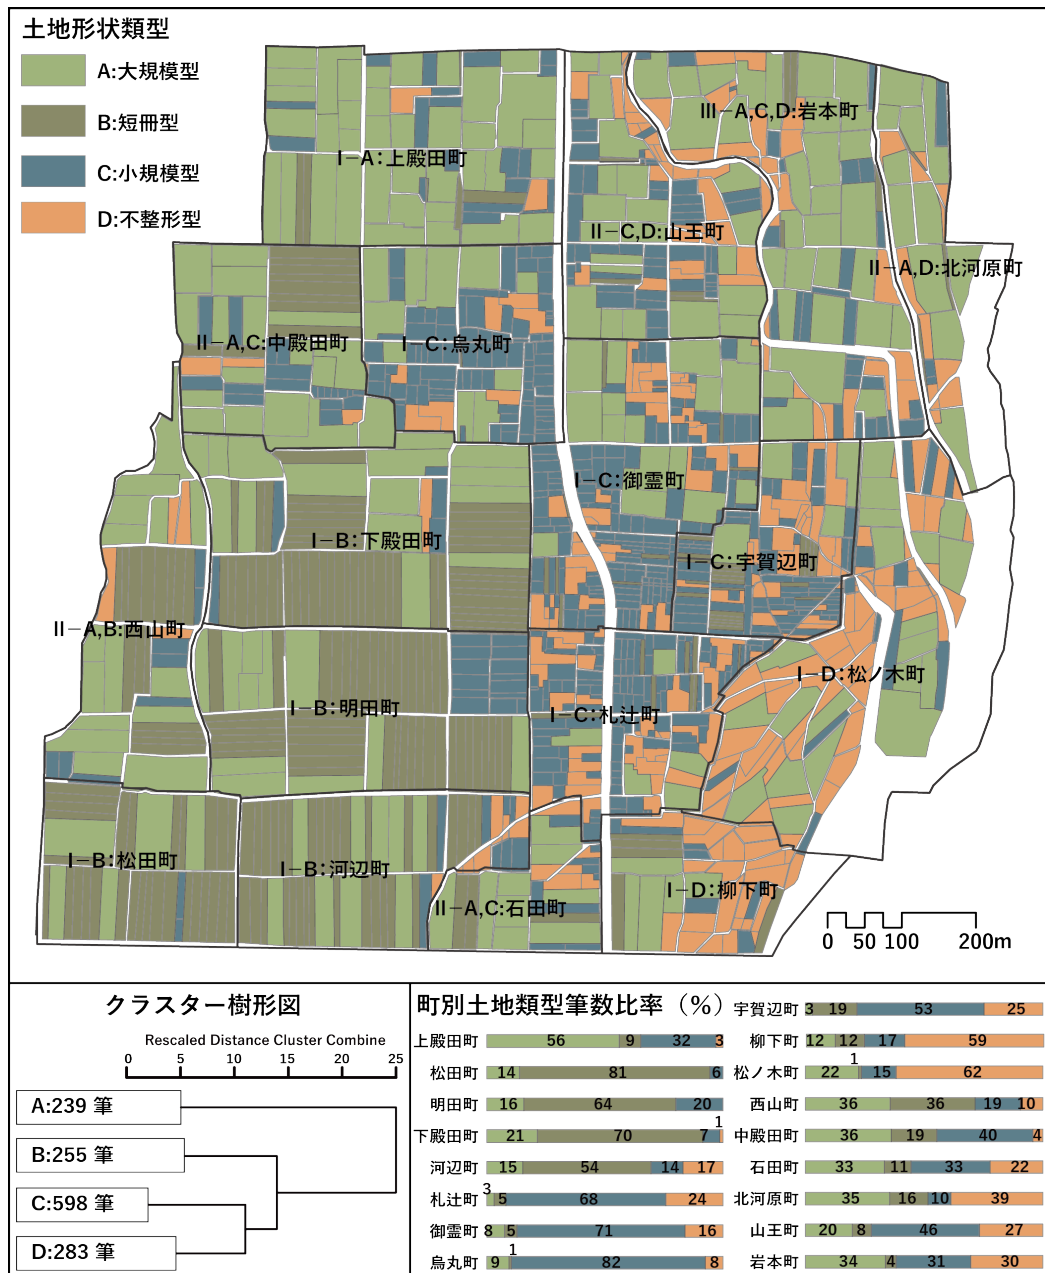 土地形状類型
A:大規模型
B:短冊型
C:小規模型
D:不整形型
III－A,C,D:岩本町
I－A：上殿田町
II－C,D:山王町
II－A,D:北河原町
II－A,C:中殿田町
I－C：烏丸町
I－C：御霊町
I－B：下殿田町
I－C：宇賀辺町
II－A,B:西山町
I－D：松ノ木町
I－B：明田町
I－C：札辻町
I－B：松田町
I－B：河辺町
I－D：柳下町
II－A,C:石田町
0 50 100 200m
クラスター樹形図
Rescaled Distance Cluster Combine
0 5 10 15 20 25
A:239 筆
B:255 筆
C:598 筆
D:283 筆
町別土地類型筆数比率（%）
上殿田町 56 9 32 3
松田町 14 81 6
明田町 16 64 20
下殿田町 21 70 7 1
河辺町 15 54 14 17
札辻町 3 5 68 24
御霊町 8 5 71 16
烏丸町 9 1 82 8
宇賀辺町 3 19 53 25
柳下町 12 12 17 59
松ノ木町 22 1 15 62
西山町 36 36 19 10
中殿田町 36 19 40 4
石田町 33 11 33 22
北河原町 35 16 10 39
山王町 20 8 46 27
岩本町 34 4 31 30